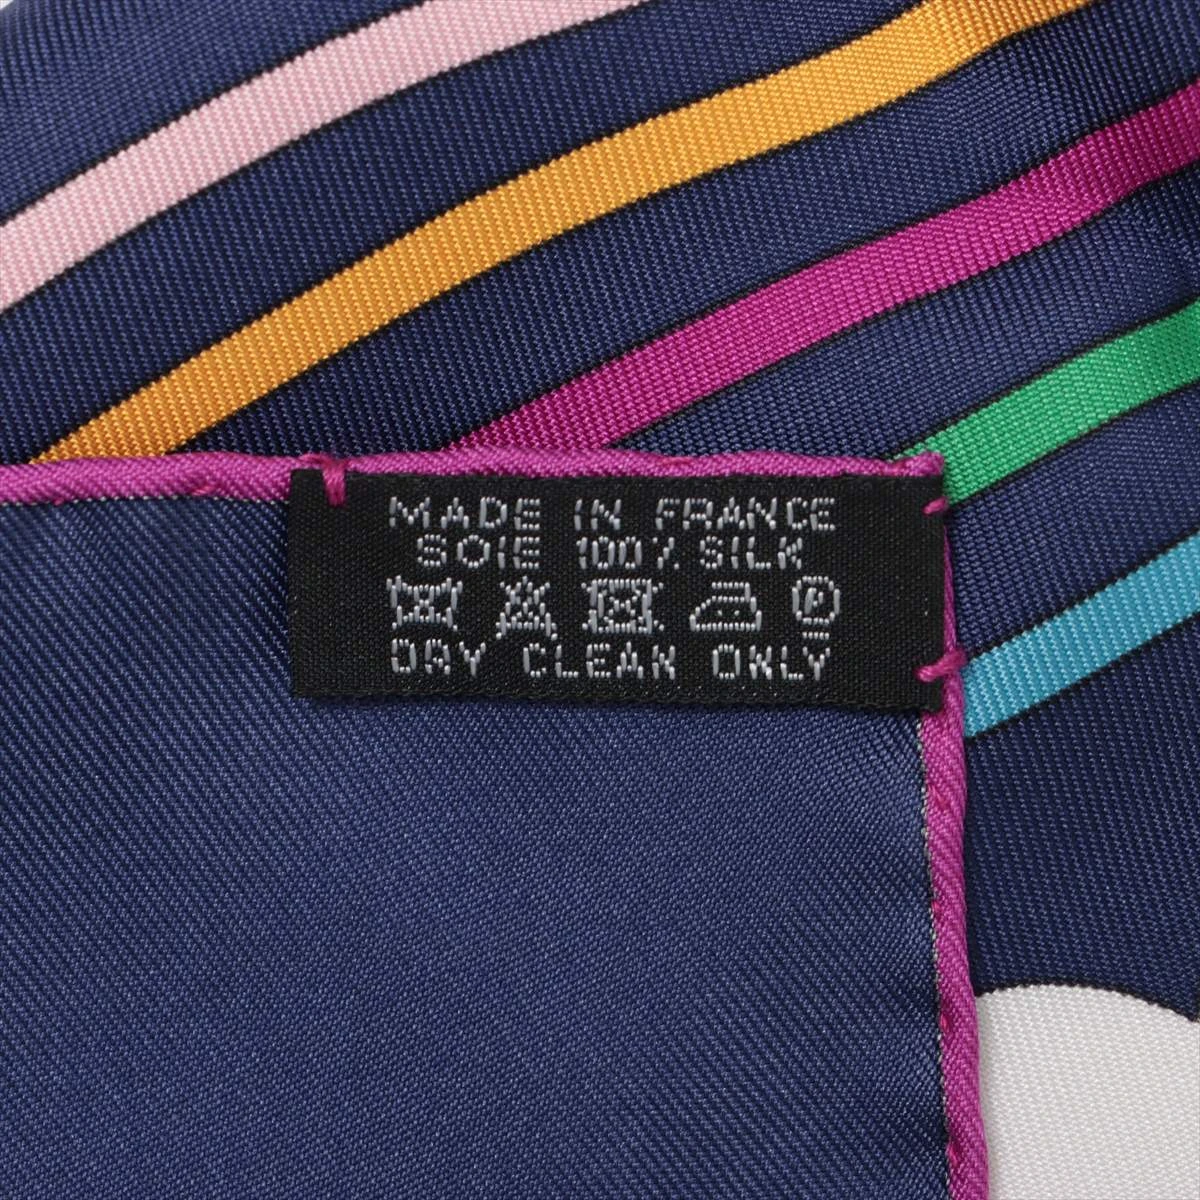 MADE IN FRANCE
SOIE 100% SILK
P
DRY CLEAN ONLY